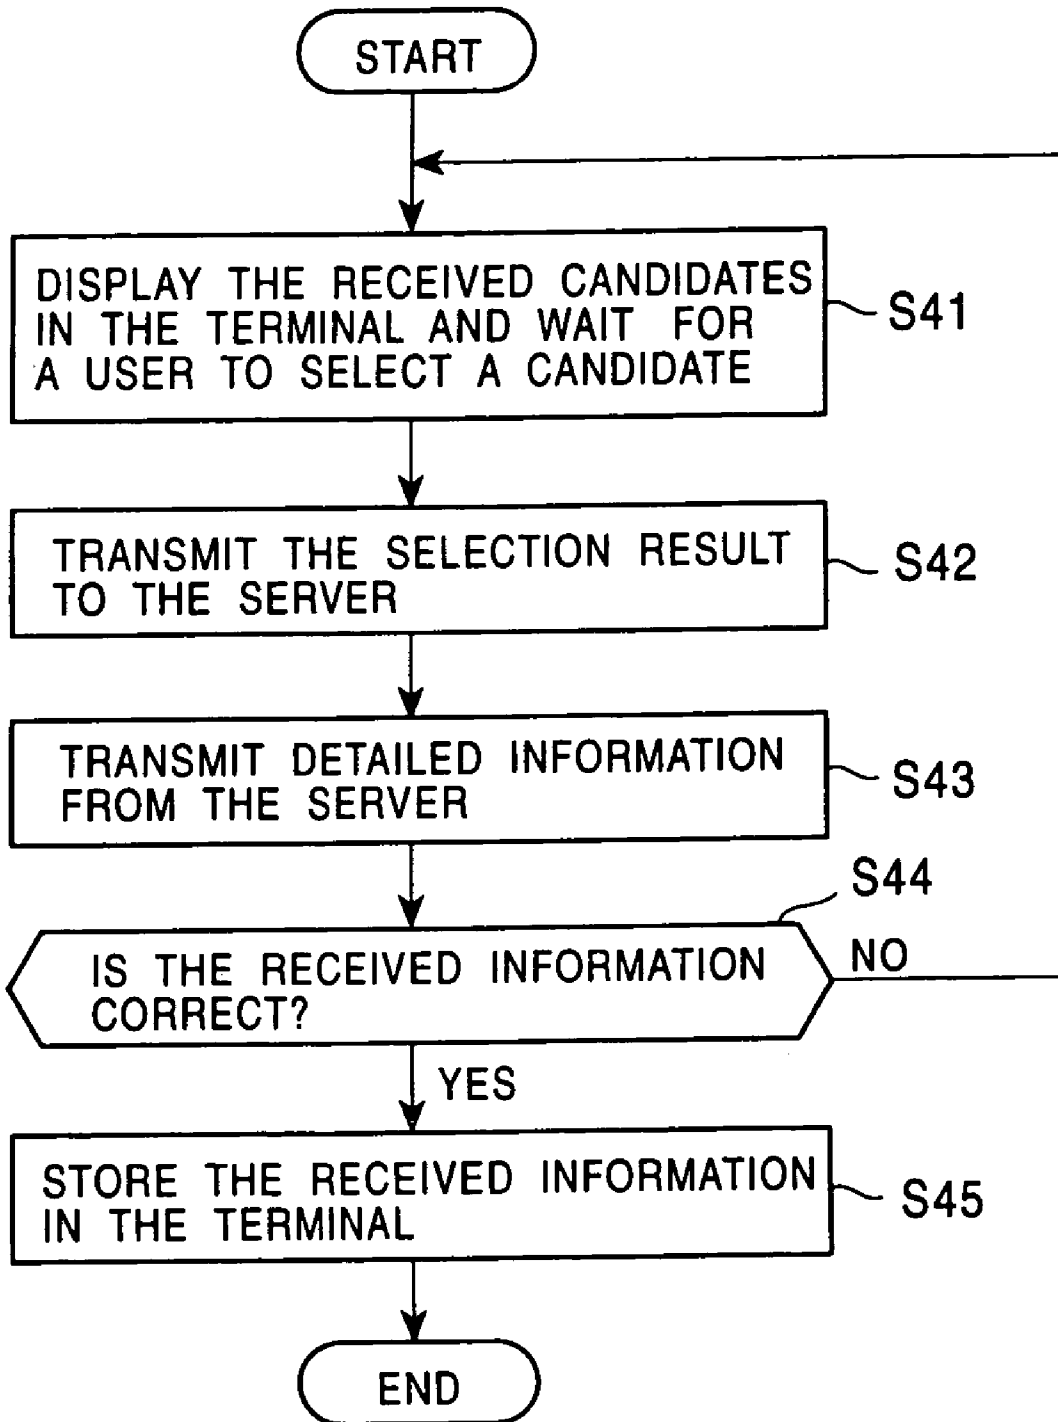 START
DISPLAY THE RECEIVED CANDIDATES
IN THE TERMINAL AND WAIT FOR
A USER TO SELECT A CANDIDATE
S41
TRANSMIT THE SELECTION RESULT
TO THE SERVER
S42
TRANSMIT DETAILED INFORMATION
FROM THE SERVER
S43
S44
IS THE RECEIVED INFORMATION
CORRECT?
NO
YES
STORE THE RECEIVED INFORMATION
IN THE TERMINAL
S45
END